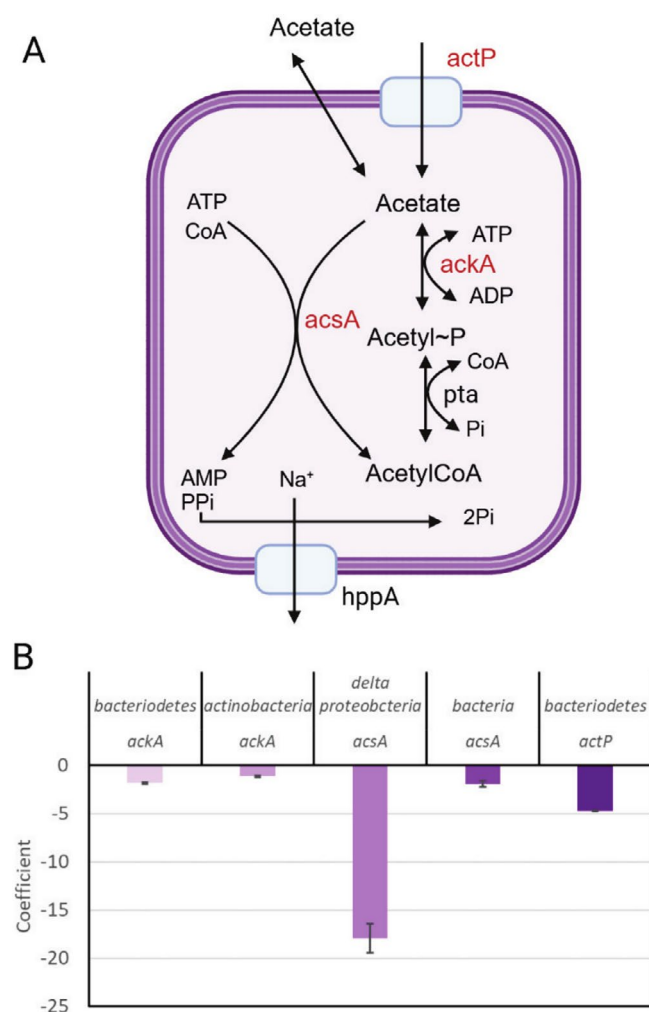 A
Acetate
actP
ATP
CoA
Acetate
ATP
ackA
ADP
acsA
Acetyl~P
CoA
pta
Pi
AcetylCoA
AMP
PPi
Na⁺
2Pi
hppA
B
bacteriodetes
ackA
actinobacteria
ackA
delta
proteobcteria
acsA
bacteria
acsA
bacteriodetes
actP
Coefficient
0
-5
-10
-15
-20
-25